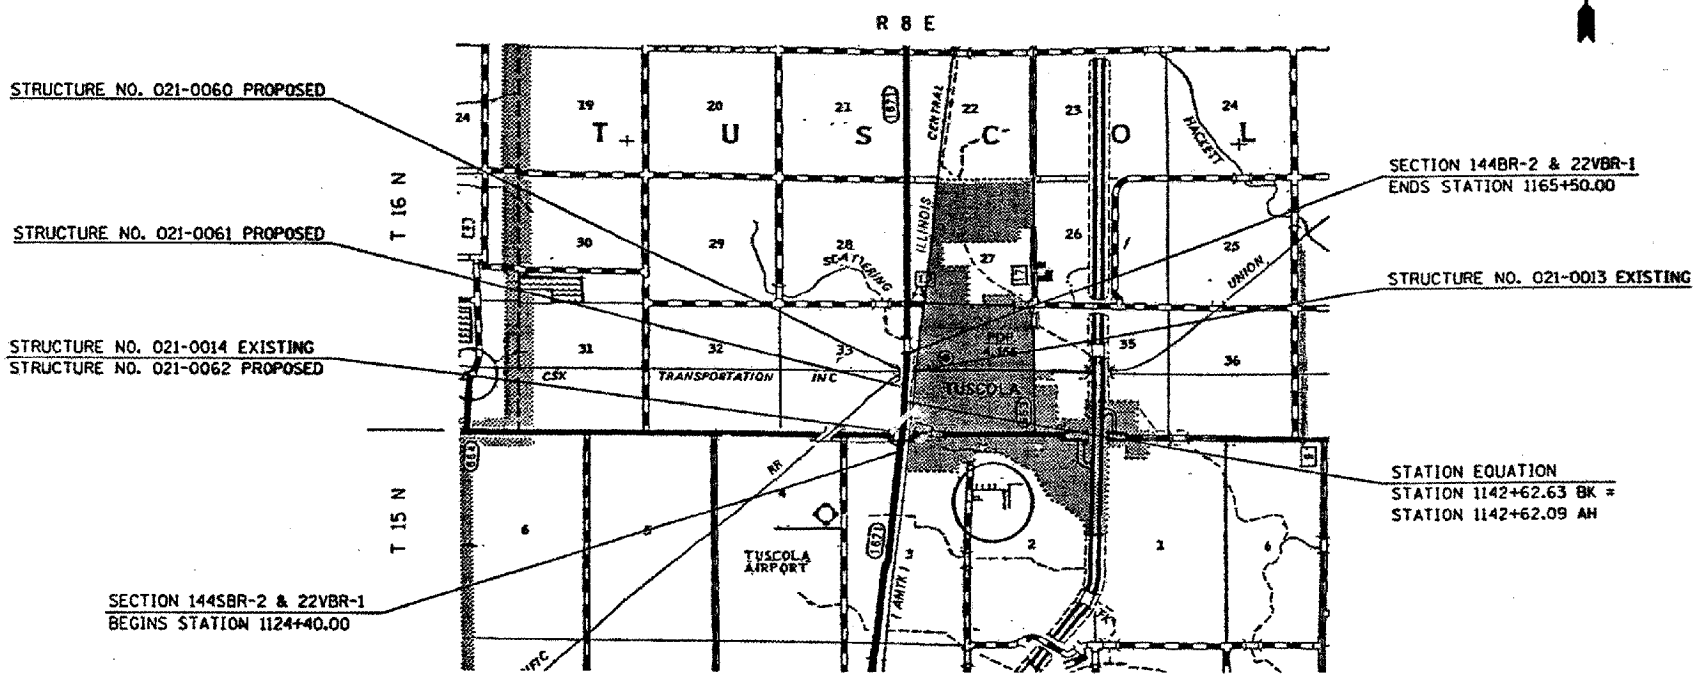 R 8 E
STRUCTURE NO. 021-0060 PROPOSED
19
20
21
1671
CENTRAL
22
23
24
24
T U S C O L
HACKETT
SECTION 144BR-2 & 22VBR-1
ENDS STATION 1165+50.00
T 16 N
STRUCTURE NO. 021-0061 PROPOSED
30
29
28
SCATTERING
ILLINOIS
27
26
25
UNION
STRUCTURE NO. 021-0013 EXISTING
STRUCTURE NO. 021-0014 EXISTING
STRUCTURE NO. 021-0062 PROPOSED
31
32
33
POP.
35
36
CSX TRANSPORTATION INC
TUSCOLA
RR
STATION EQUATION
STATION 1142+62.63 BK =
STATION 1142+62.09 AH
T 15 N
6
5
4
2
1
6
1671
TUSCOLA
AIRPORT
SECTION 144SBR-2 & 22VBR-1
BEGINS STATION 1124+40.00